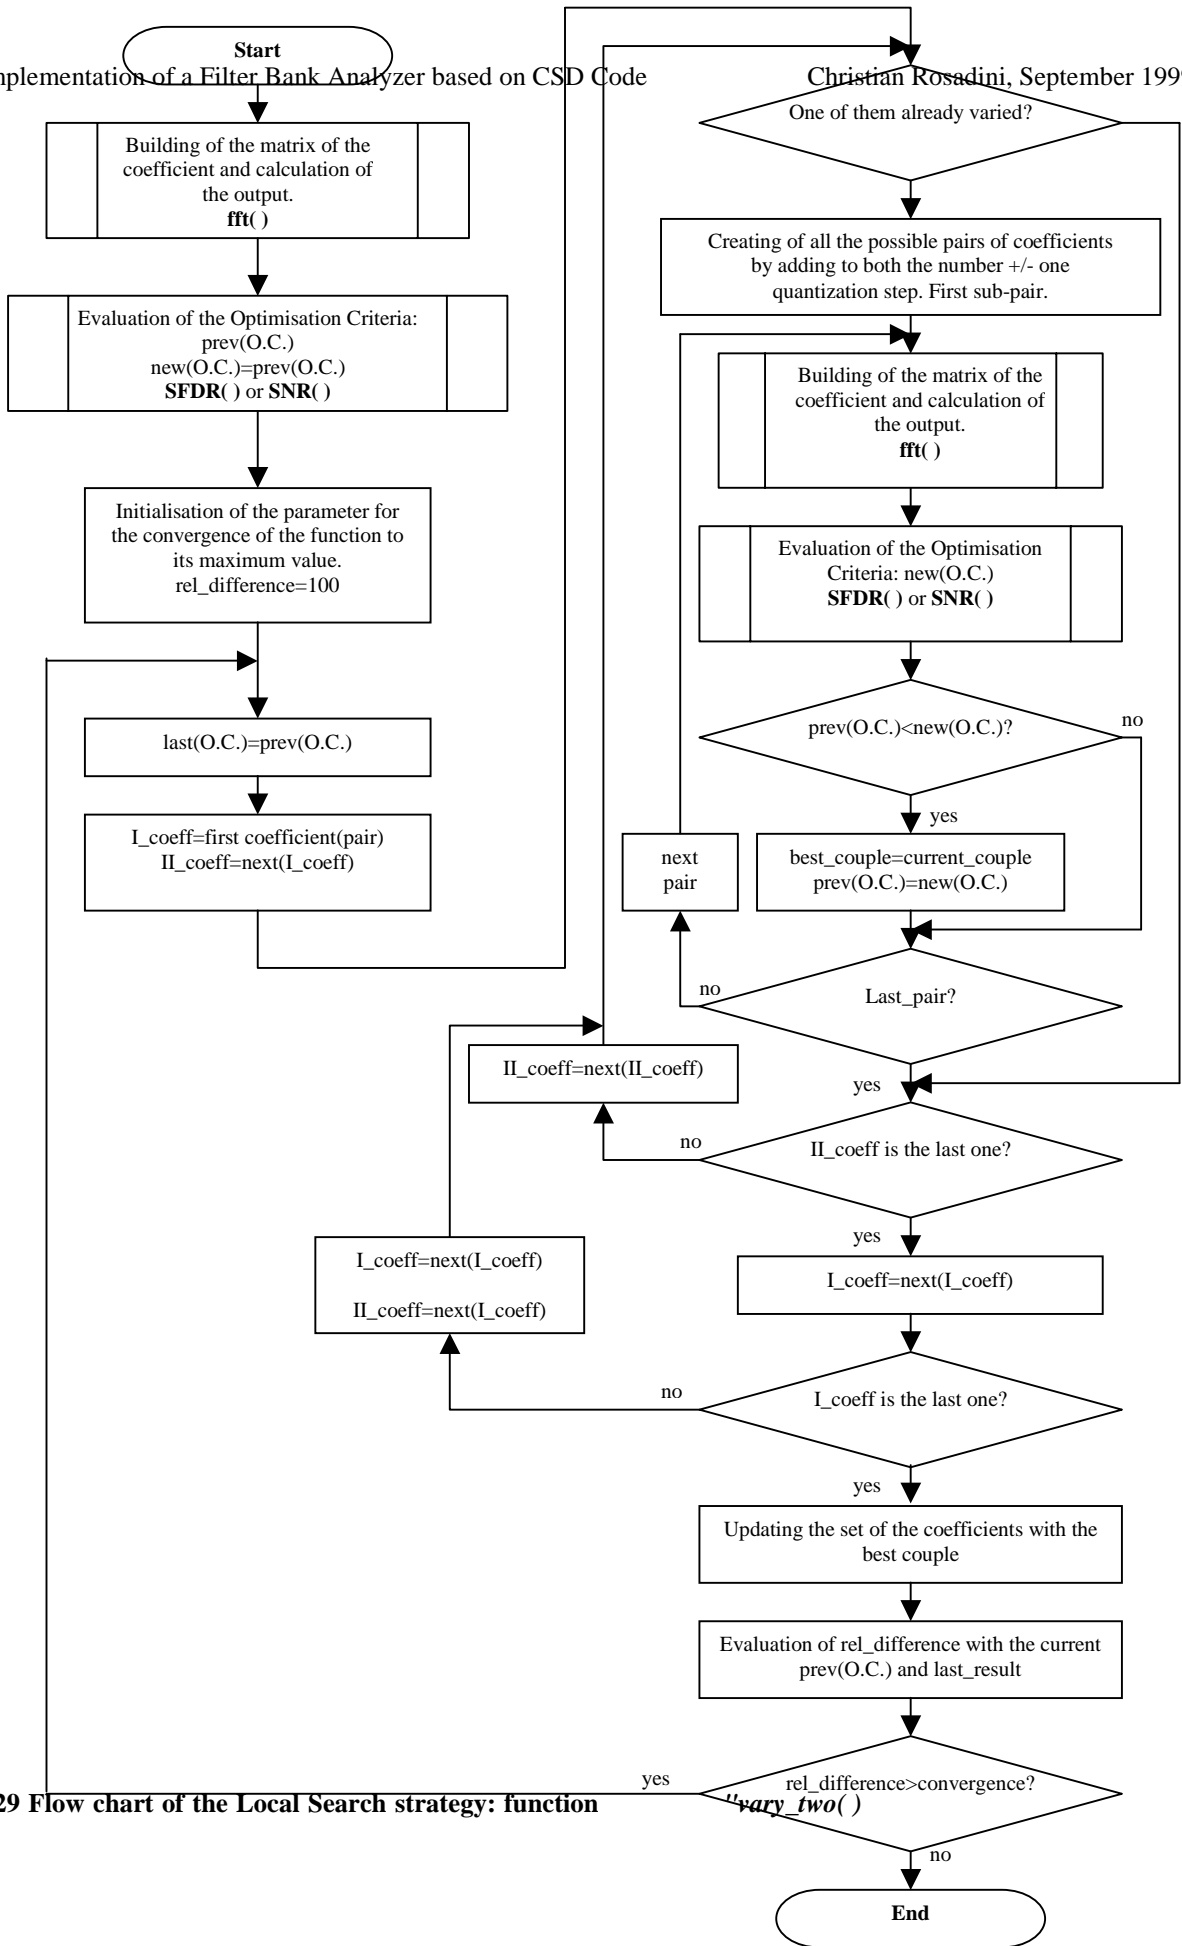 Start
nplementation of a Filter Bank Analyzer based on CSD Code
Christian Rosadini, September 199
Building of the matrix of the
coefficient and calculation of
the output.
fft( )
Evaluation of the Optimisation Criteria:
prev(O.C.)
new(O.C.)=prev(O.C.)
SFDR( ) or SNR( )
Initialisation of the parameter for
the convergence of the function to
its maximum value.
rel_difference=100
last(O.C.)=prev(O.C.)
I_coeff=first coefficient(pair)
II_coeff=next(I_coeff)
One of them already varied?
Creating of all the possible pairs of coefficients
by adding to both the number +/- one
quantization step. First sub-pair.
Building of the matrix of the
coefficient and calculation of
the output.
fft( )
Evaluation of the Optimisation
Criteria: new(O.C.)
SFDR( ) or SNR( )
prev(O.C.)<new(O.C.)?
no
yes
next
pair
best_couple=current_couple
prev(O.C.)=new(O.C.)
no
Last_pair?
yes
II_coeff=next(II_coeff)
no
II_coeff is the last one?
yes
I_coeff=next(I_coeff)
II_coeff=next(I_coeff)
I_coeff=next(I_coeff)
no
I_coeff is the last one?
yes
Updating the set of the coefficients with the
best couple
Evaluation of rel_difference with the current
prev(O.C.) and last_result
yes
rel_difference>convergence?
29 Flow chart of the Local Search strategy: function "vary_two( )
no
End